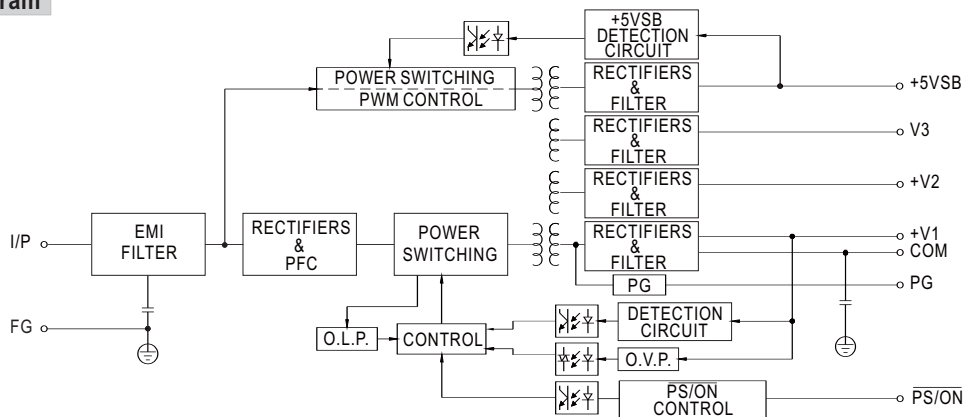 ram
+5VSB
DETECTION
CIRCUIT
POWER SWITCHING
PWM CONTROL
RECTIFIERS
&
FILTER
+5VSB
RECTIFIERS
&
FILTER
V3
RECTIFIERS
&
FILTER
+V2
I/P
EMI
FILTER
RECTIFIERS
&
PFC
POWER
SWITCHING
RECTIFIERS
&
FILTER
+V1
COM
PG
PG
FG
O.L.P.
CONTROL
DETECTION
CIRCUIT
O.V.P.
PS/ON
CONTROL
PS/ON